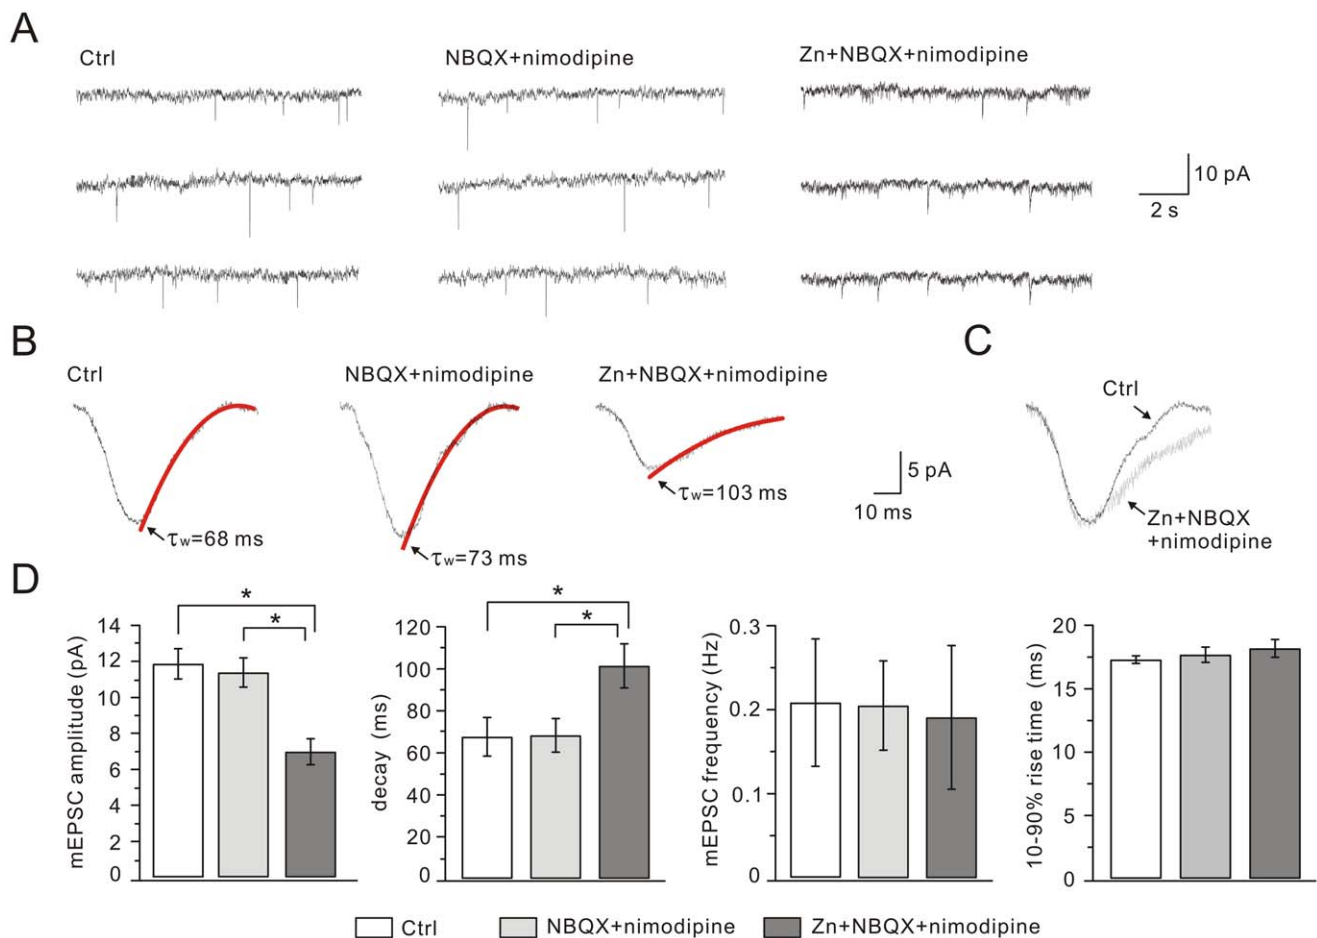 A
Ctrl
NBQX+nimodipine
Zn+NBQX+nimodipine
10 pA
2 s
B
Ctrl
NBQX+nimodipine
Zn+NBQX+nimodipine
τw=68 ms
τw=73 ms
τw=103 ms
5 pA
10 ms
C
Ctrl
Zn+NBQX
+nimodipine
D
mEPSC amplitude (pA)
14
12
10
8
6
4
2
0
*
*
decay (ms)
120
100
80
60
40
20
0
*
*
mEPSC frequency (Hz)
0.3
0.2
0.1
0
10-90% rise time (ms)
20
15
10
5
0
Ctrl
NBQX+nimodipine
Zn+NBQX+nimodipine